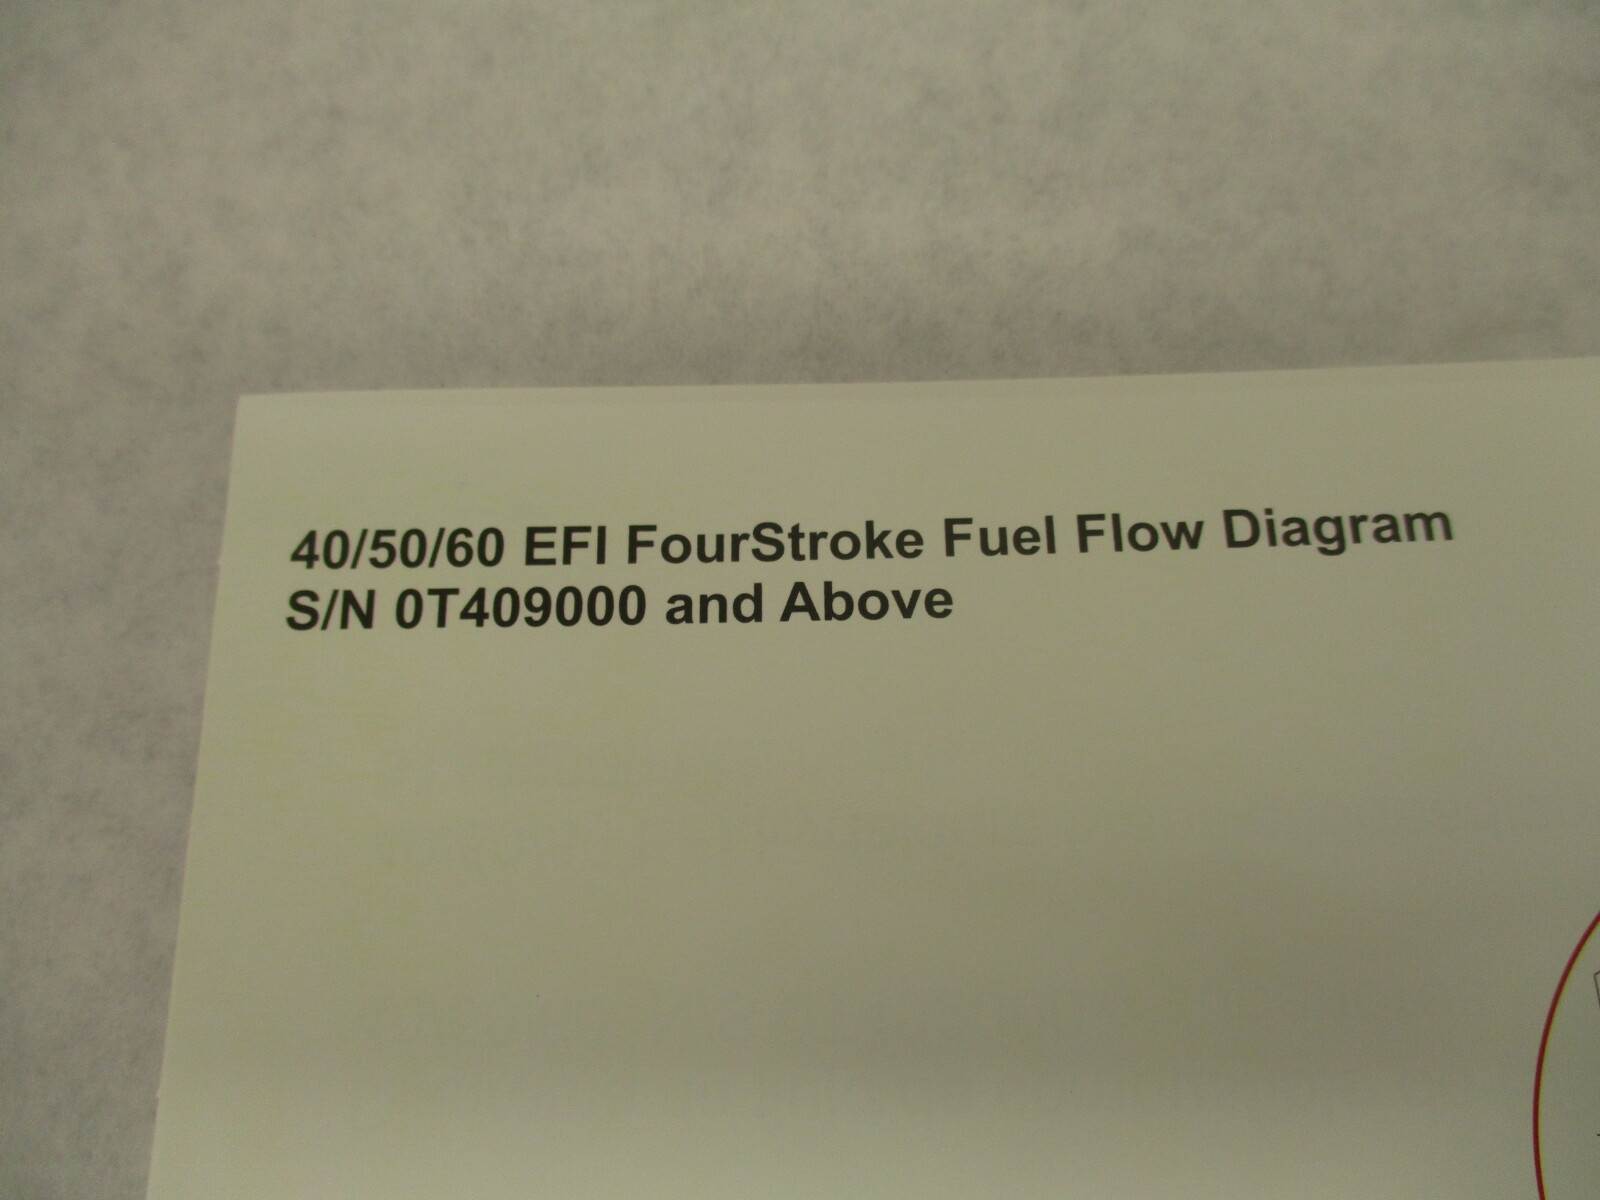 40/50/60 EFI FourStroke Fuel Flow Diagram
S/N 0T409000 and Above